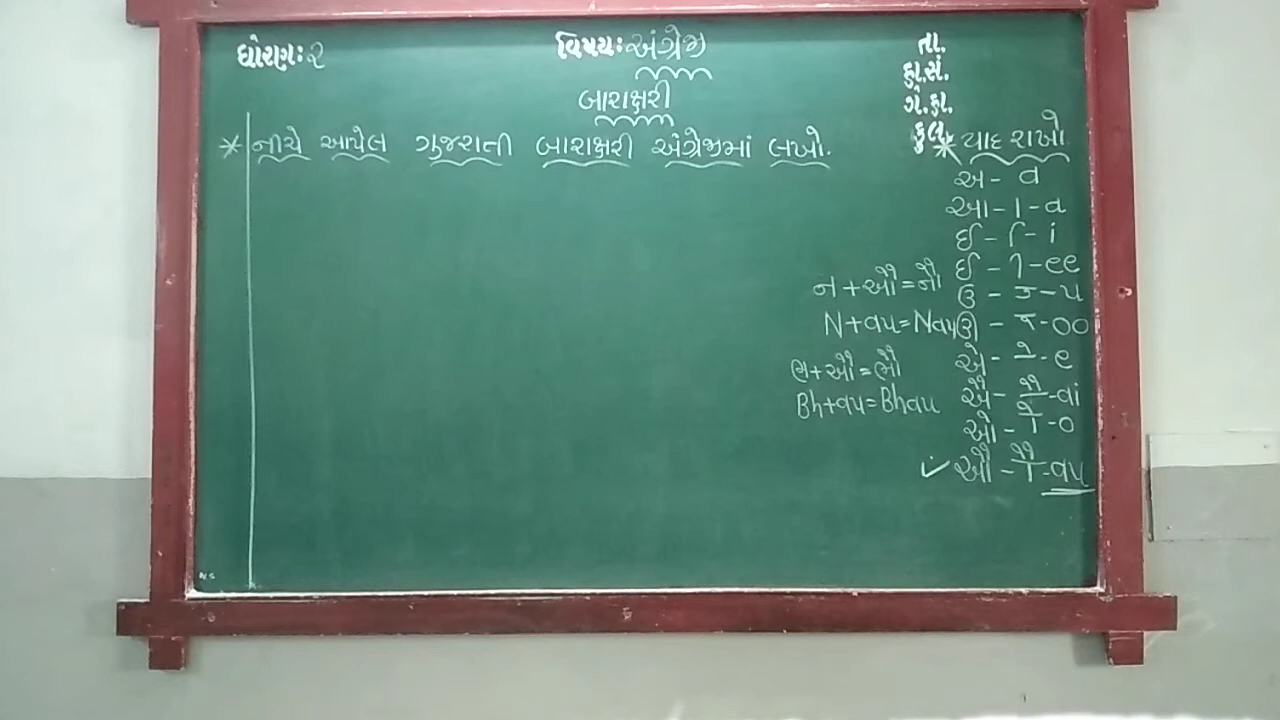 ધોરણ: ૨
વિષય: અંગ્રેજી
બારાક્ષરી
તા.
હા.સં.
ગે.હા.
કુલ
* નીચે આપેલ ગુજરાતી બારાક્ષરી અંગ્રેજીમાં લખો.
* યાદ રાખો
અ - a
આ - ા - a
ઈ - િ - i
ઈ - ી - ee
ઉ - ુ - u
ઊ - ૂ - oo
એ - ે - e
ઐ - ૈ - ai
ઓ - ો - o
✓ ઔ - ૌ - au
ન + ઔ = નૌ
N + au = Nau
ભ + ઔ = ભૌ
Bh + au = Bhau